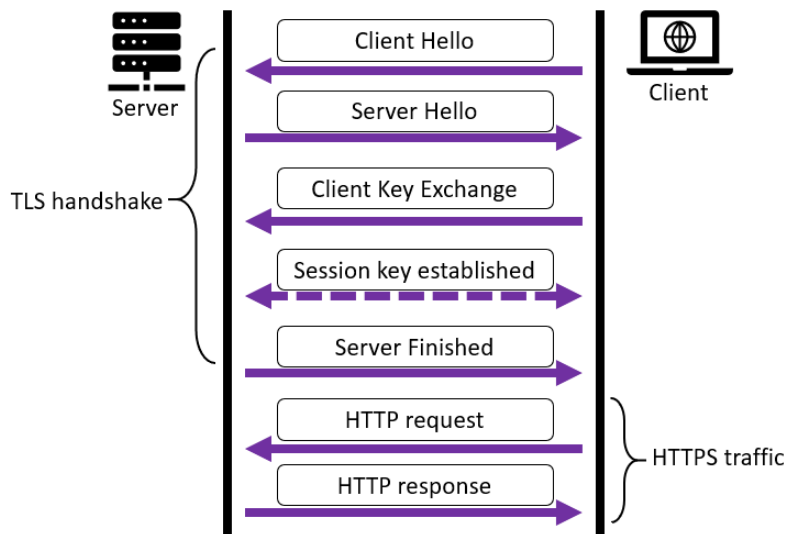 Client Hello
Server
Client
Server Hello
TLS handshake
Client Key Exchange
Session key established
Server Finished
HTTP request
HTTPS traffic
HTTP response